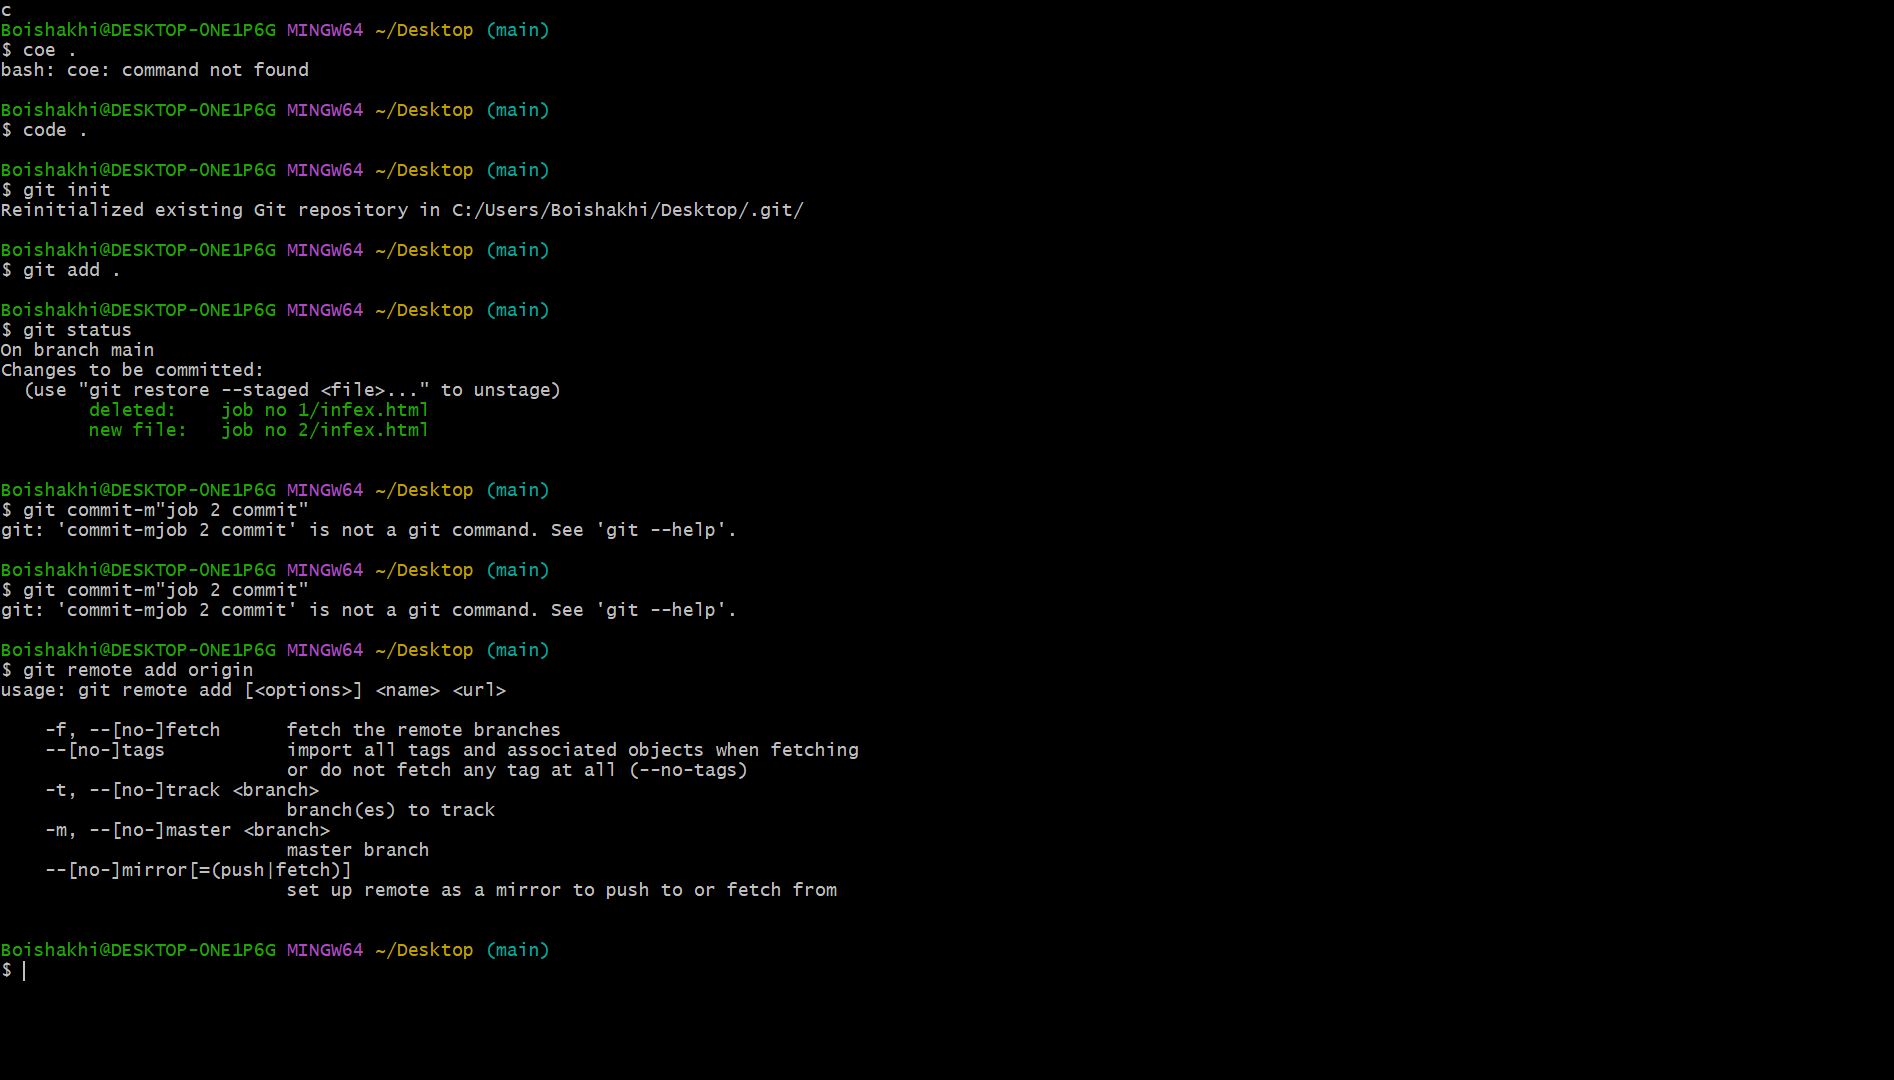 c
Boishakhi@DESKTOP-0NE1P6G MINGW64 ~/Desktop (main)
$ coe .
bash: coe: command not found
Boishakhi@DESKTOP-0NE1P6G MINGW64 ~/Desktop (main)
$ code .
Boishakhi@DESKTOP-0NE1P6G MINGW64 ~/Desktop (main)
$ git init
Reinitialized existing Git repository in C:/Users/Boishakhi/Desktop/.git/
Boishakhi@DESKTOP-0NE1P6G MINGW64 ~/Desktop (main)
$ git add .
Boishakhi@DESKTOP-0NE1P6G MINGW64 ~/Desktop (main)
$ git status
On branch main
Changes to be committed:
  (use "git restore --staged <file>..." to unstage)
        deleted:    job no 1/infex.html
        new file:   job no 2/infex.html
Boishakhi@DESKTOP-0NE1P6G MINGW64 ~/Desktop (main)
$ git commit-m"job 2 commit"
git: 'commit-mjob 2 commit' is not a git command. See 'git --help'.
Boishakhi@DESKTOP-0NE1P6G MINGW64 ~/Desktop (main)
$ git commit-m"job 2 commit"
git: 'commit-mjob 2 commit' is not a git command. See 'git --help'.
Boishakhi@DESKTOP-0NE1P6G MINGW64 ~/Desktop (main)
$ git remote add origin
usage: git remote add [<options>] <name> <url>
    -f, --[no-]fetch      fetch the remote branches
    --[no-]tags           import all tags and associated objects when fetching
                          or do not fetch any tag at all (--no-tags)
    -t, --[no-]track <branch>
                          branch(es) to track
    -m, --[no-]master <branch>
                          master branch
    --[no-]mirror[=(push|fetch)]
                          set up remote as a mirror to push to or fetch from
Boishakhi@DESKTOP-0NE1P6G MINGW64 ~/Desktop (main)
$